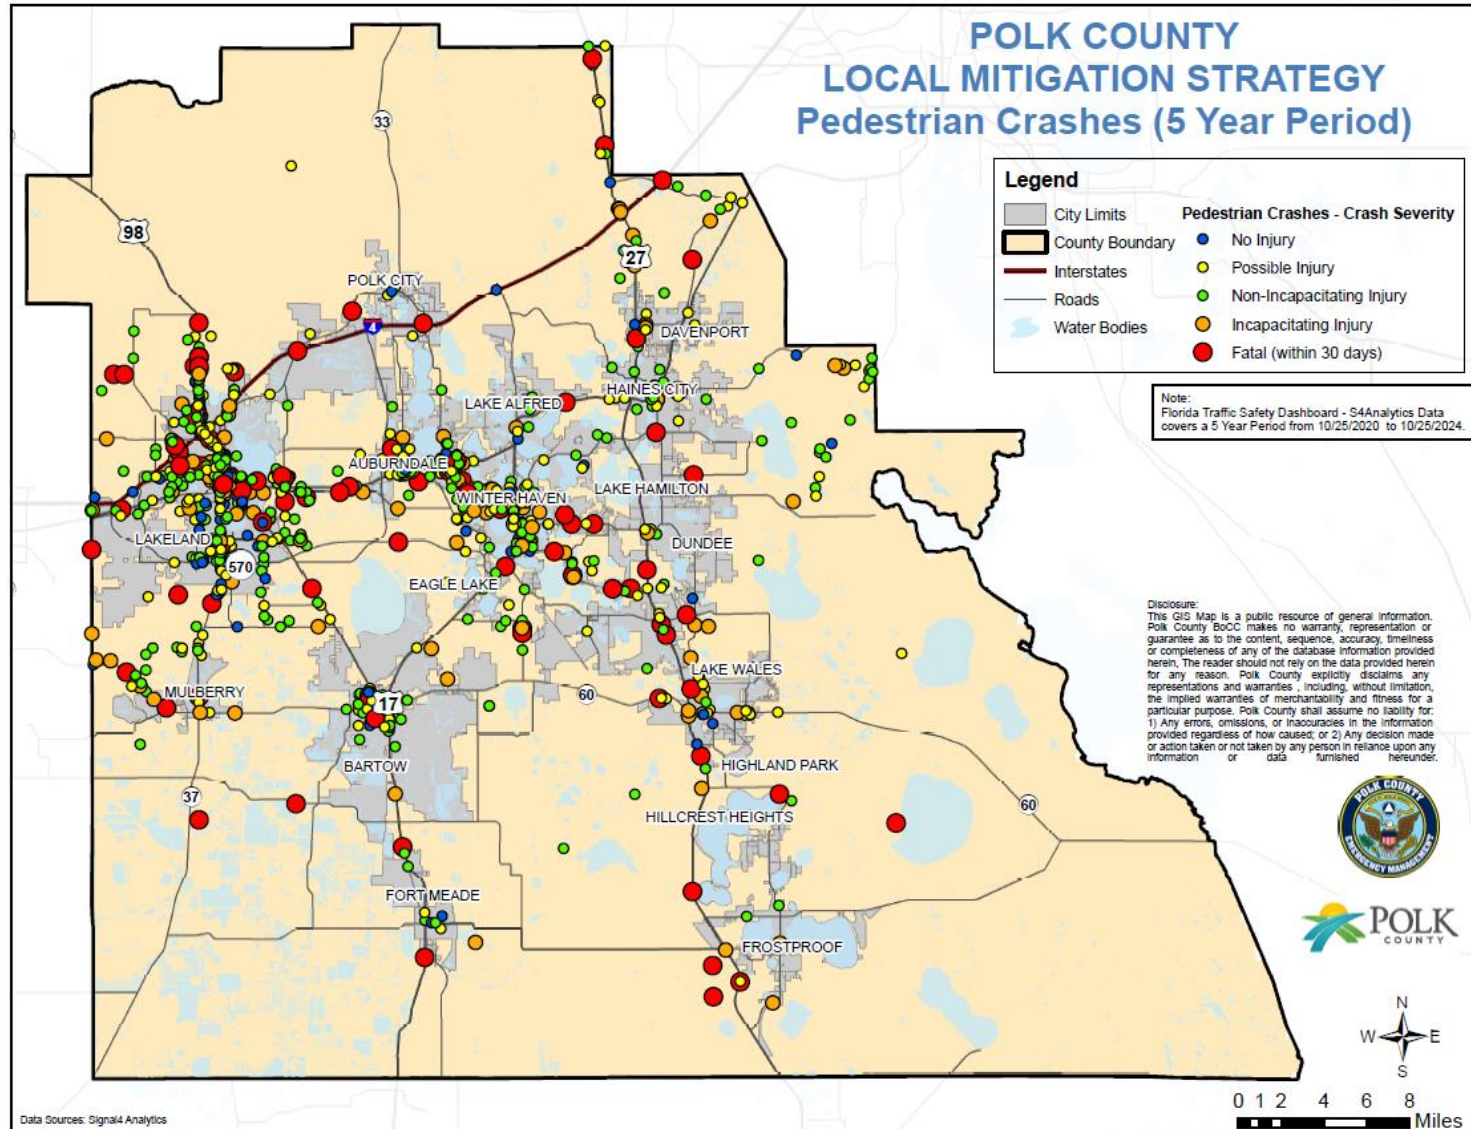 POLK COUNTY
LOCAL MITIGATION STRATEGY
Pedestrian Crashes (5 Year Period)
Legend
City Limits
County Boundary
Interstates
Roads
Water Bodies
Pedestrian Crashes - Crash Severity
No Injury
Possible Injury
Non-Incapacitating Injury
Incapacitating Injury
Fatal (within 30 days)
Note:
Florida Traffic Safety Dashboard - S4Analytics Data
covers a 5 Year Period from 10/25/2020 to 10/25/2024.
33
98
27
POLK CITY
4
DAVENPORT
HAINES CITY
LAKE ALFRED
AUBURNDALE
WINTER HAVEN
LAKE HAMILTON
LAKELAND
DUNDEE
570
EAGLE LAKE
LAKE WALES
MULBERRY
60
17
BARTOW
HIGHLAND PARK
37
HILLCREST HEIGHTS
60
FORT MEADE
FROSTPROOF
Disclosure:
This GIS Map is a public resource of general information.
Polk County BoCC makes no warranty, representation or
guarantee as to the content, sequence, accuracy, timeliness
or completeness of any of the database information provided
herein, The reader should not rely on the data provided herein
for any reason. Polk County explicitly disclaims any
representations and warranties , including, without limitation,
the implied warranties of merchantability and fitness for a
particular purpose. Polk County shall assume no liability for:
1) Any errors, omissions, or inaccuracies in the information
provided regardless of how caused; or 2) Any decision made
or action taken or not taken by any person in reliance upon any
information or data furnished hereunder.
POLK COUNTY
EMERGENCY MANAGEMENT
POLK
COUNTY
N
W E
S
0 1 2 4 6 8
Miles
Data Sources: Signal4 Analytics